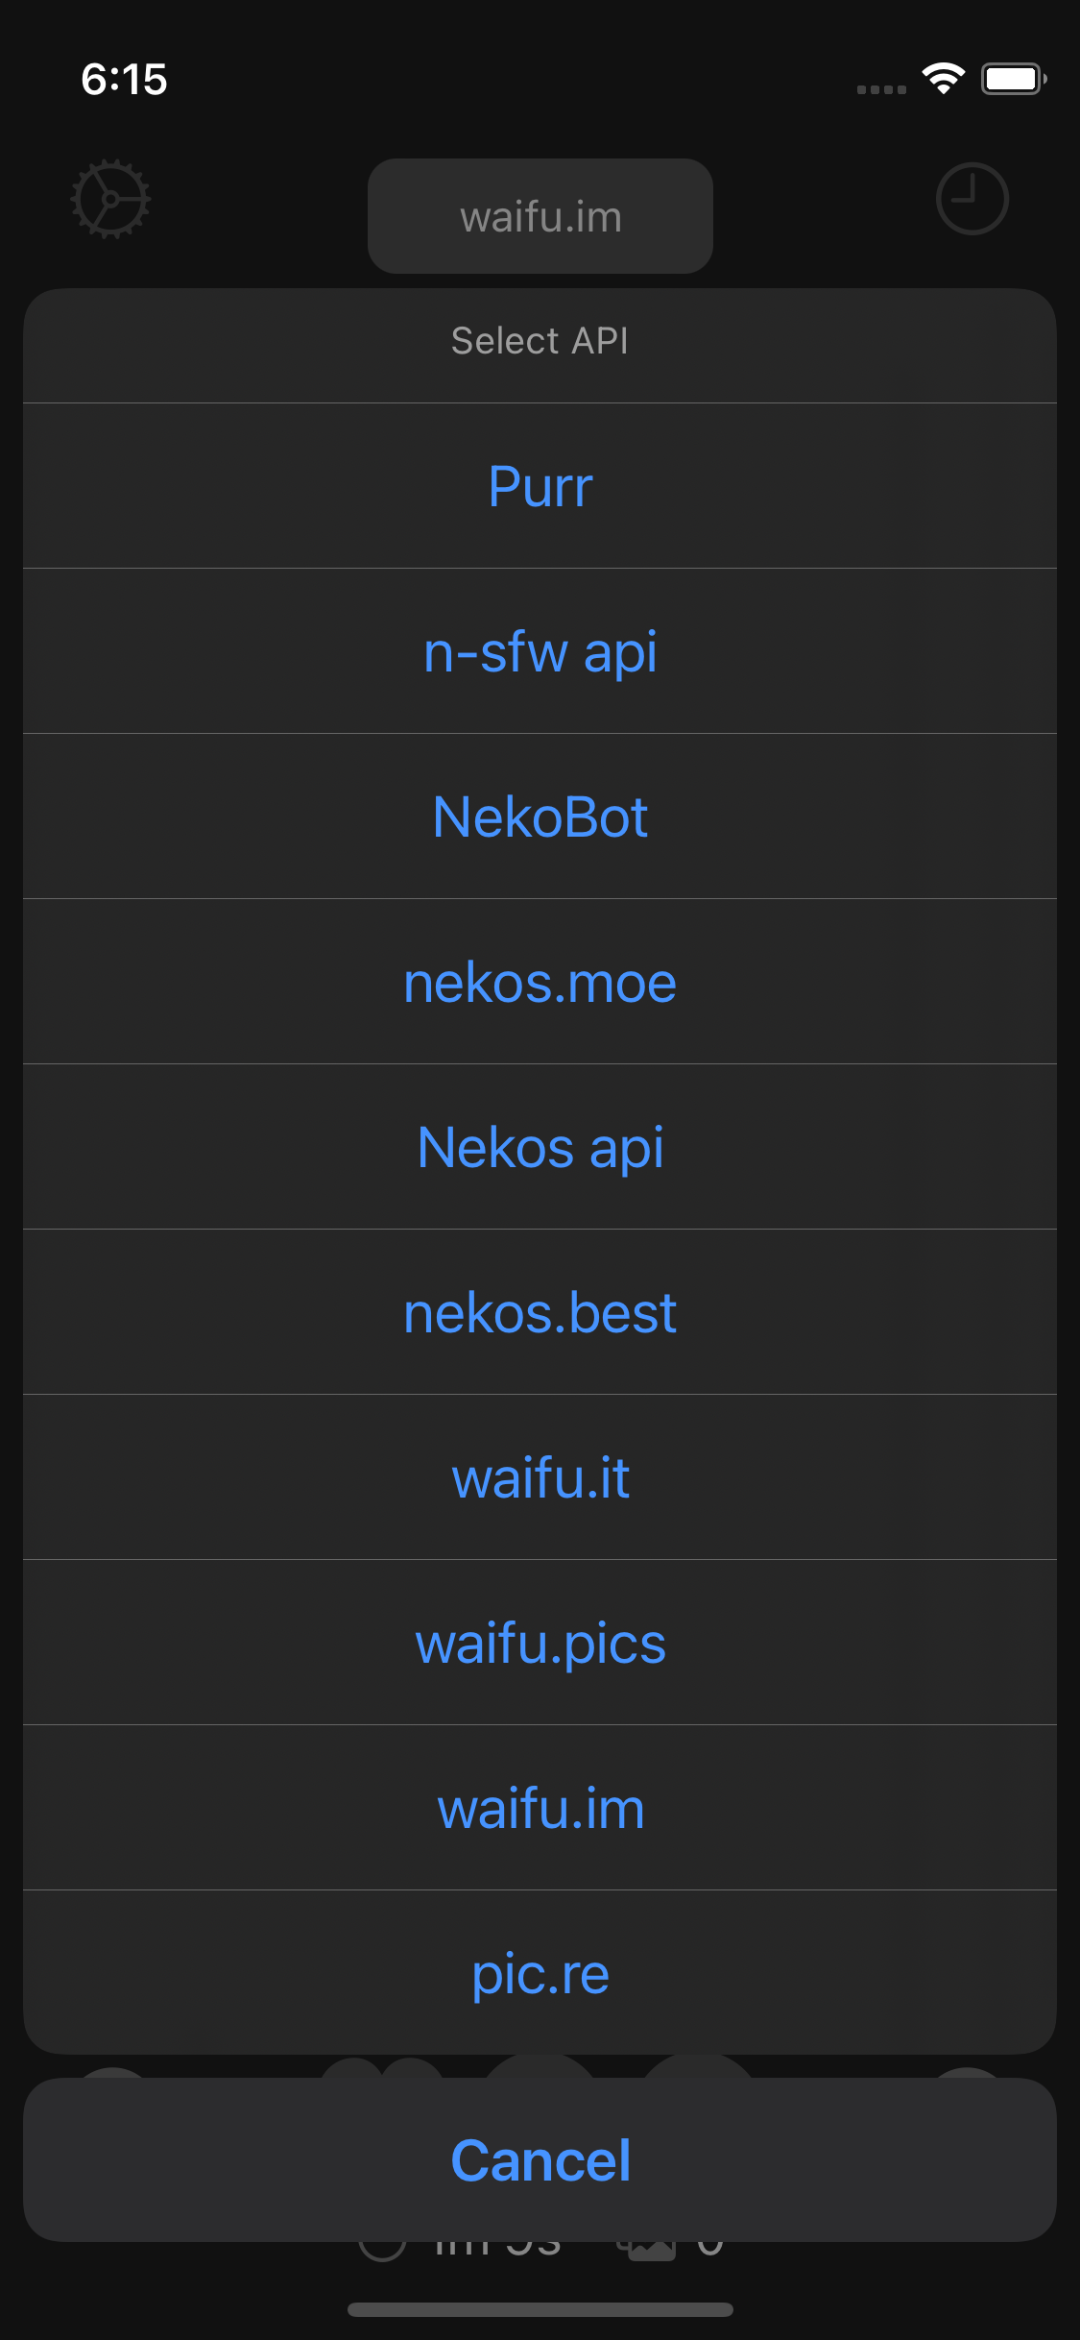 6:15
waifu.im
Select API
Purr
n-sfw api
NekoBot
nekos.moe
Nekos api
nekos.best
waifu.it
waifu.pics
waifu.im
pic.re
Cancel